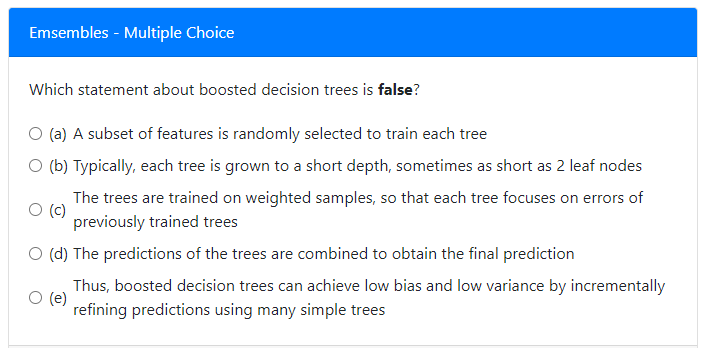 Emsembles - Multiple Choice
Which statement about boosted decision trees is false?
(a) A subset of features is randomly selected to train each tree
(b) Typically, each tree is grown to a short depth, sometimes as short as 2 leaf nodes
(c) The trees are trained on weighted samples, so that each tree focuses on errors of
previously trained trees
(d) The predictions of the trees are combined to obtain the final prediction
(e) Thus, boosted decision trees can achieve low bias and low variance by incrementally
refining predictions using many simple trees